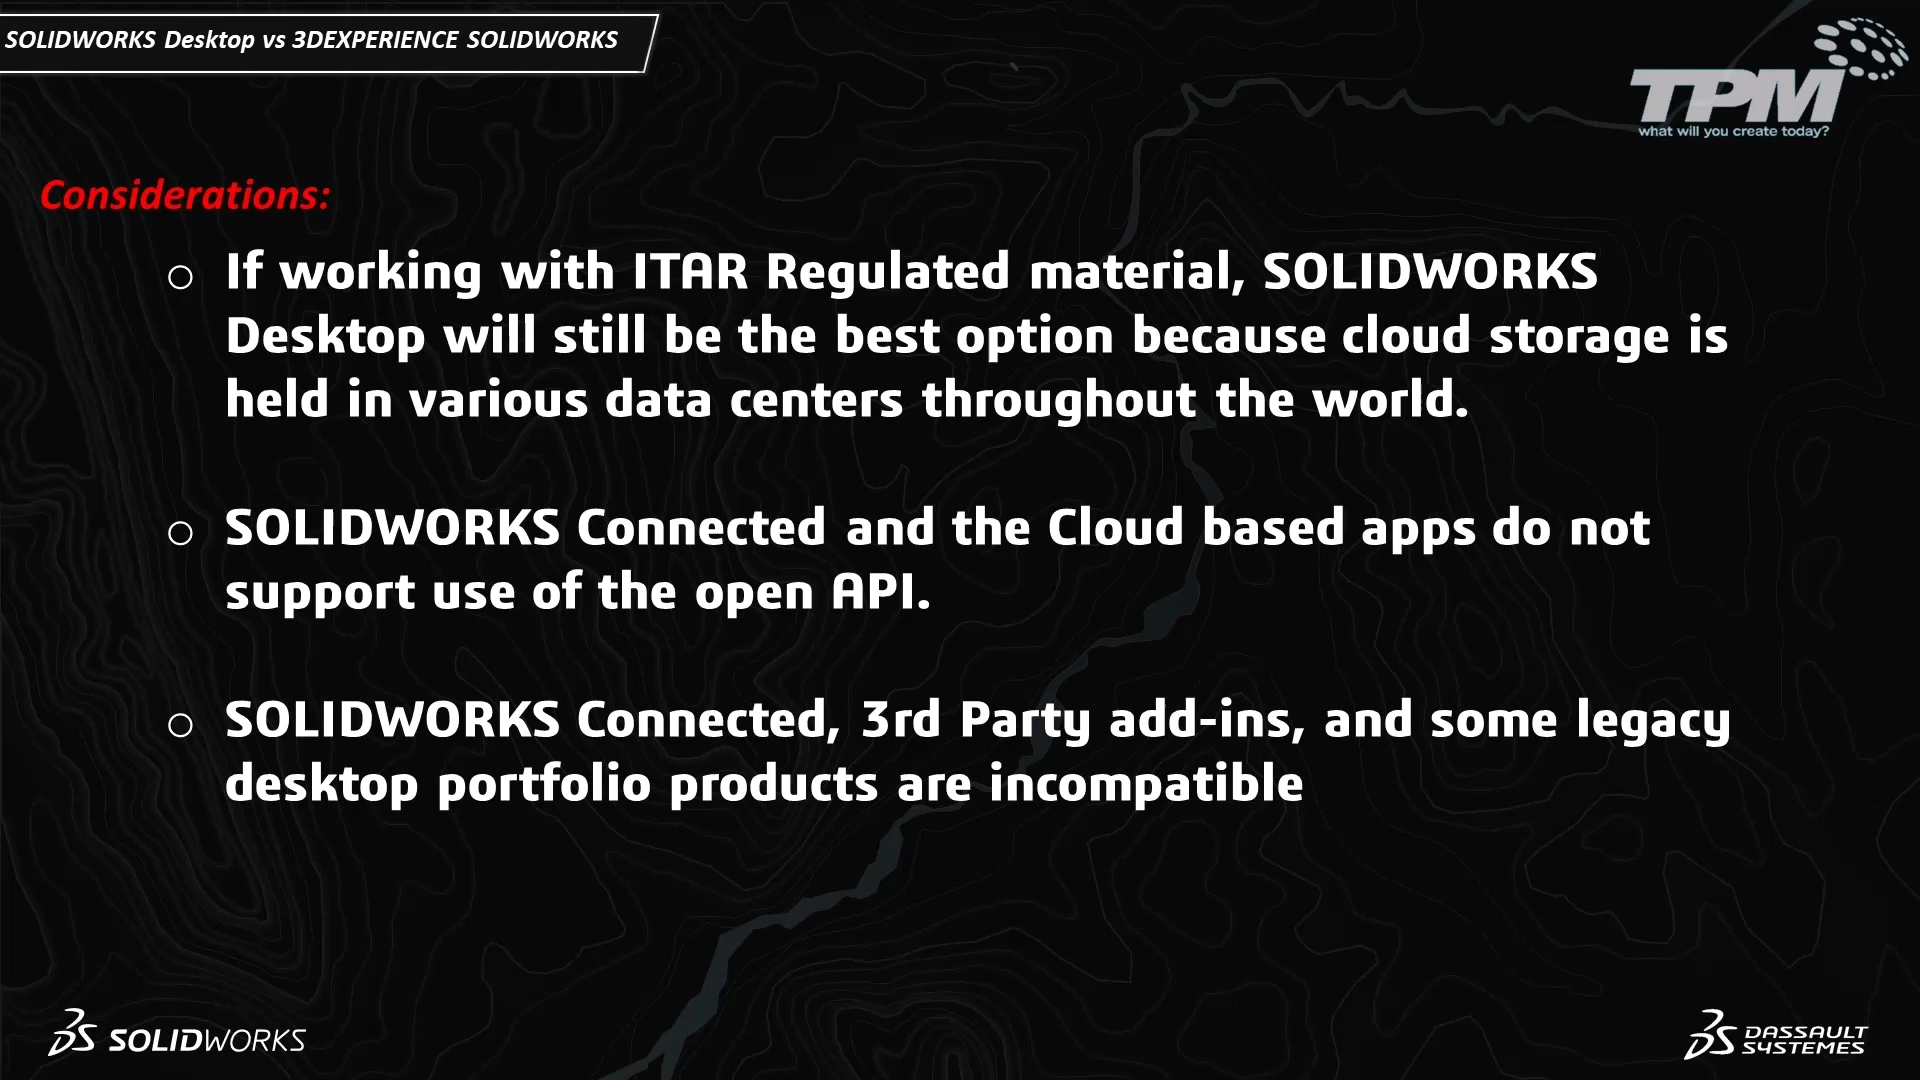 SOLIDWORKS Desktop vs 3DEXPERIENCE SOLIDWORKS
TPM
what will you create today?
Considerations:
o If working with ITAR Regulated material, SOLIDWORKS
Desktop will still be the best option because cloud storage is
held in various data centers throughout the world.
o SOLIDWORKS Connected and the Cloud based apps do not
support use of the open API.
o SOLIDWORKS Connected, 3rd Party add-ins, and some legacy
desktop portfolio products are incompatible
3DS SOLIDWORKS
3DS DASSAULT
SYSTEMES